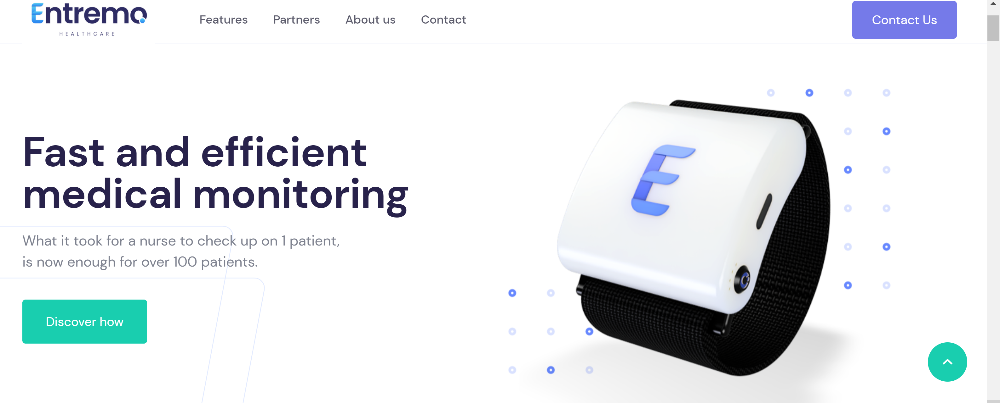 Entremo
HEALTHCARE
Features
Partners
About us
Contact
Contact Us
Fast and efficient
medical monitoring
What it took for a nurse to check up on 1 patient,
is now enough for over 100 patients.
Discover how
E